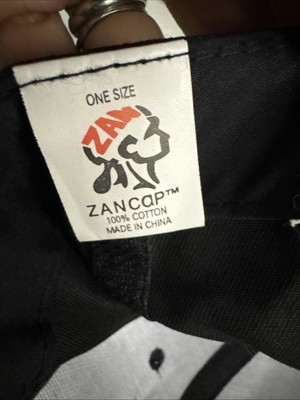 ONE SIZE
ZAN
ZANCAP™
100% COTTON
MADE IN CHINA